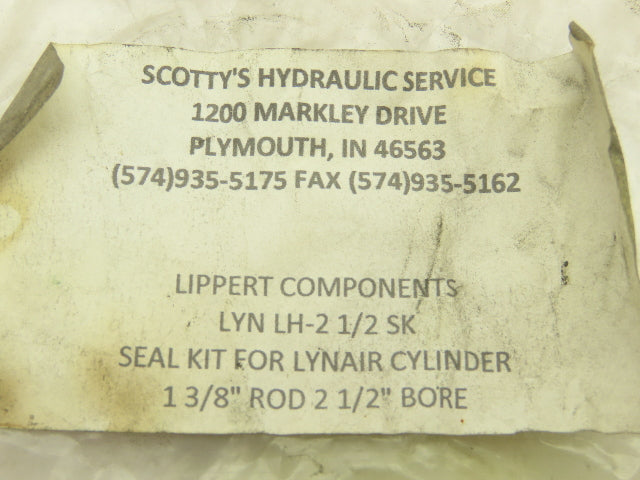 SCOTTY'S HYDRAULIC SERVICE
1200 MARKLEY DRIVE
PLYMOUTH, IN 46563
(574)935-5175 FAX (574)935-5162
LIPPERT COMPONENTS
LYN LH-2 1/2 SK
SEAL KIT FOR LYNAIR CYLINDER
1 3/8" ROD 2 1/2" BORE